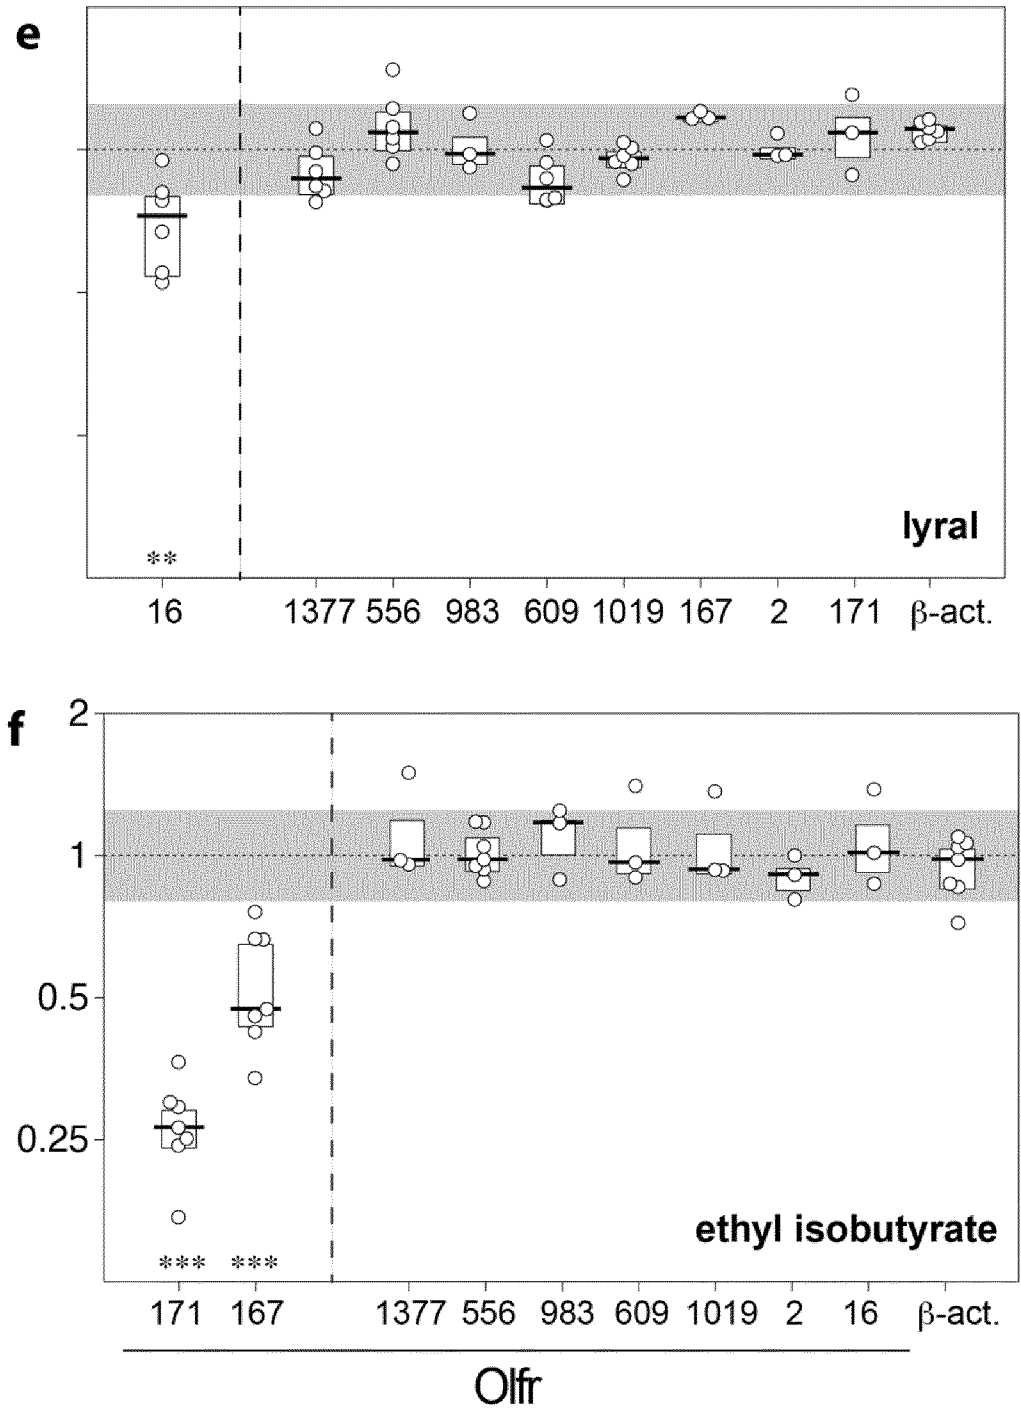 e
lyral
**
16 1377 556 983 609 1019 167 2 171 β-act.
f
2
1
0.5
0.25
ethyl isobutyrate
*** ***
171 167 1377 556 983 609 1019 2 16 β-act.
Olfr